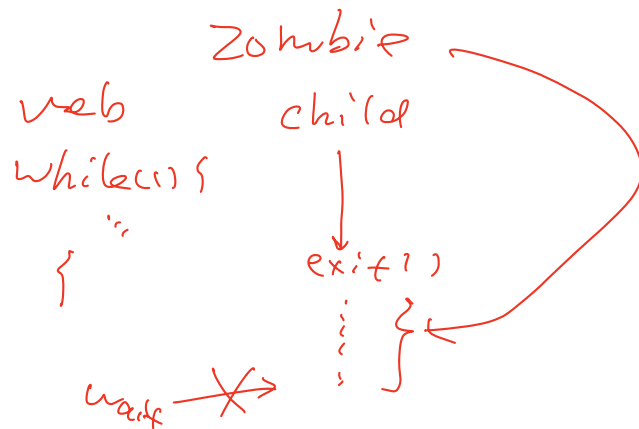 Zombie
web child
while(1) {
...
{ exit()
wait